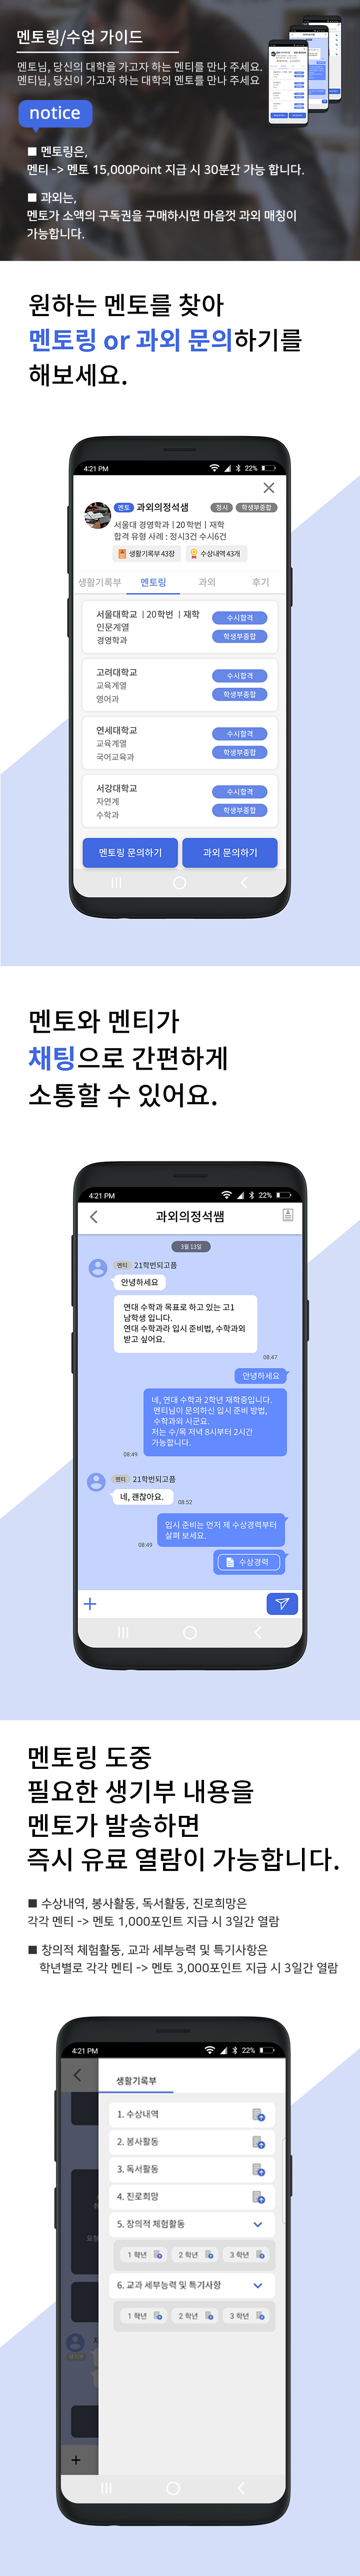 멘토링/수업 가이드
멘토님, 당신의 대학을 가고자 하는 멘티를 만나 주세요.
멘티님, 당신이 가고자 하는 대학의 멘토를 만나 주세요
notice
■ 멘토링은,
멘티 -> 멘토 15,000Point 지급 시 30분간 가능 합니다.
■ 과외는,
멘토가 소액의 구독권을 구매하시면 마음껏 과외 매칭이
가능합니다.
원하는 멘토를 찾아
멘토링 or 과외 문의하기를
해보세요.
4:21 PM 22%
멘토 과외의정석쌤 정시 학생부종합
서울대 경영학과 | 20학번 | 재학
합격 유형 사례 : 정시3건 수시6건
생활기록부 43장 수상내역 43개
생활기록부 멘토링 과외 후기
서울대학교 | 20학번 | 재학 수시합격
인문계열
경영학과 학생부종합
고려대학교 수시합격
교육계열
영어과 학생부종합
연세대학교 수시합격
교육계열
국어교육과 학생부종합
서강대학교 수시합격
자연계
수학과 학생부종합
멘토링 문의하기 과외 문의하기
멘토와 멘티가
채팅으로 간편하게
소통할 수 있어요.
4:21 PM 22%
과외의정석쌤
3월 13일
멘티 21학번되고픔
안녕하세요
연대 수학과 목표로 하고 있는 고1
남학생 입니다.
연대 수학과라 입시 준비법, 수학과외
받고 싶어요.
08:47
안녕하세요
네, 연대 수학과 2학년 재학중입니다.
멘티님이 문의하신 입시 준비 방법,
수학과외 시군요.
저는 수/목 저녁 8시부터 2시간
가능합니다.
08:49
멘티 21학번되고픔
네, 괜찮아요.
08:52
입시 준비는 먼저 제 수상경력부터
살펴 보세요.
08:49
수상경력
멘토링 도중
필요한 생기부 내용을
멘토가 발송하면
즉시 유료 열람이 가능합니다.
■ 수상내역, 봉사활동, 독서활동, 진로희망은
각각 멘티 -> 멘토 1,000포인트 지급 시 3일간 열람
■ 창의적 체험활동, 교과 세부능력 및 특기사항은
학년별로 각각 멘티 -> 멘토 3,000포인트 지급 시 3일간 열람
4:21 PM 22%
생활기록부
1. 수상내역
2. 봉사활동
3. 독서활동
4. 진로희망
5. 창의적 체험활동
1 학년 2 학년 3 학년
6. 교과 세부능력 및 특기사항
1 학년 2 학년 3 학년